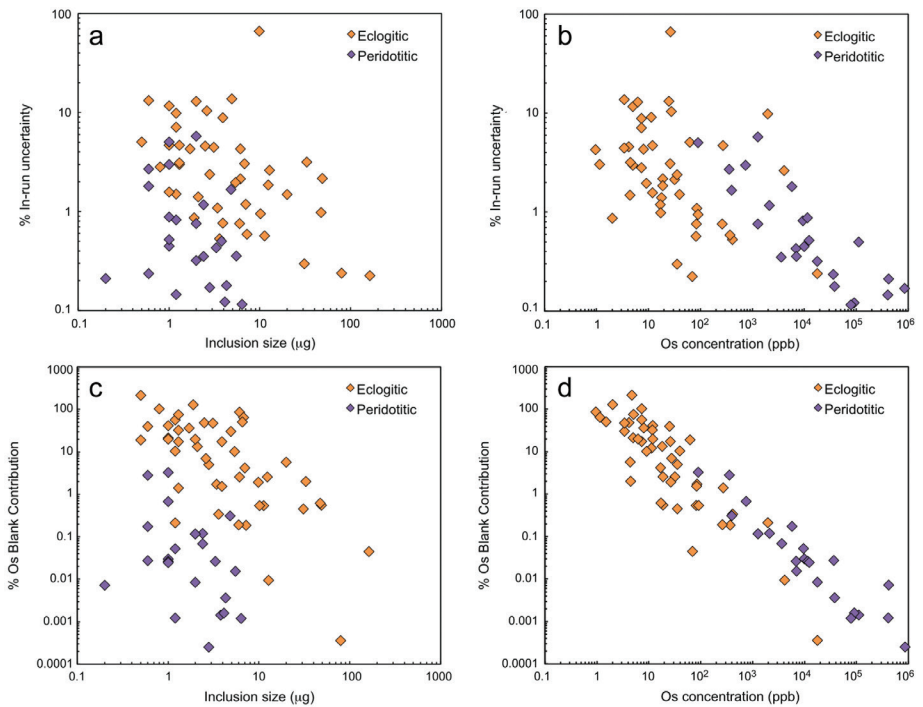 a
Eclogitic
Peridotitic
100
10
1
0.1
% In-run uncertainty
0.1 1 10 100 1000
Inclusion size (μg)
b
Eclogitic
Peridotitic
100
10
1
0.1
% In-run uncertainty
0.1 1 10 10² 10³ 10⁴ 10⁵ 10⁶
Os concentration (ppb)
c
Eclogitic
Peridotitic
1000
100
10
1
0.1
0.01
0.001
0.0001
% Os Blank Contribution
0.1 1 10 100 1000
Inclusion size (μg)
d
Eclogitic
Peridotitic
1000
100
10
1
0.1
0.01
0.001
0.0001
% Os Blank Contribution
0.1 1 10 10² 10³ 10⁴ 10⁵ 10⁶
Os concentration (ppb)